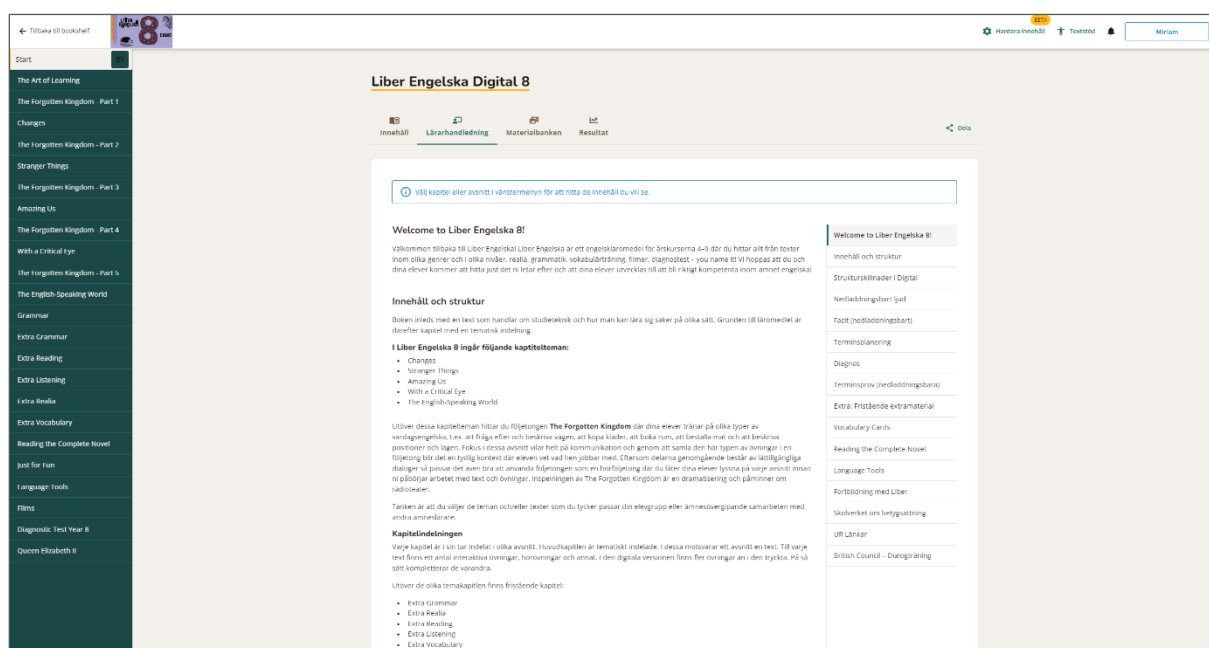 BETA
Tillbaka till bookshelf
EIGHT
Hantera innehåll
Textstöd
Miriam
Start
The Art of Learning
The Forgotten Kingdom - Part 1
Changes
The Forgotten Kingdom - Part 2
Stranger Things
The Forgotten Kingdom - Part 3
Amazing Us
The Forgotten Kingdom - Part 4
With a Critical Eye
The Forgotten Kingdom - Part 5
The English-Speaking World
Grammar
Extra Grammar
Extra Reading
Extra Listening
Extra Realia
Extra Vocabulary
Reading the Complete Novel
Just for Fun
Language Tools
Films
Diagnostic Test Year 8
Queen Elizabeth II
Liber Engelska Digital 8
Innehåll
Lärarhandledning
Materialbanken
Resultat
Dela
Välj kapitel eller avsnitt i vänstermenyn för att hitta de innehåll du vill se.
Welcome to Liber Engelska 8!
Välkommen tillbaka till Liber Engelska! Liber Engelska är ett engelskläromedel för årskurserna 4–9 där du hittar allt från texter
inom olika genrer och i olika nivåer, realia, grammatik, vokabulärträning, filmer, diagnostest – you name it! Vi hoppas att du och
dina elever kommer att hitta just det ni letar efter och att dina elever utvecklas till att bli riktigt kompetenta inom ämnet engelska!
Innehåll och struktur
Boken inleds med en text som handlar om studieteknik och hur man kan lära sig saker på olika sätt. Grunden till läromedlet är
därefter kapitel med en tematisk indelning.
I Liber Engelska 8 ingår följande kaptitelteman:
• Changes
• Stranger Things
• Amazing Us
• With a Critical Eye
• The English-Speaking World
Utöver dessa kapitelteman hittar du följetongen The Forgotten Kingdom där dina elever tränar på olika typer av
vardagsengelska, t.ex. att fråga efter och beskriva vägen, att köpa kläder, att boka rum, att beställa mat och att beskriva
positioner och lägen. Fokus i dessa avsnitt vilar helt på kommunikation och genom att samla den här typen av övningar i en
följetong blir det en tydlig kontext där eleven vet vad hen jobbar med. Eftersom delarna genomgående består av lättillgängliga
dialoger så passar det även bra att använda följetongen som en hörföljetong där du låter dina elever lyssna på varje avsnitt innan
ni påbörjar arbetet med text och övningar. Inspelningen av The Forgotten Kingdom är en dramatisering och påminner om
radioteater.
Tanken är att du väljer de teman och/eller texter som du tycker passar din elevgrupp eller ämnesövergipande samarbeten med
andra ämneslärare.
Kapitelindelningen
Varje kapitel är i sin tur indelat i olika avsnitt. Huvudkapitlen är tematiskt indelade. I dessa motsvarar ett avsnitt en text. Till varje
text finns ett antal interaktiva övningar, hörövningar och annat. I den digitala versionen finns fler övningar än i den tryckta. På så
sätt kompletterar de varandra.
Utöver de olika temakapitlen finns fristående kapitel:
• Extra Grammar
• Extra Realia
• Extra Reading
• Extra Listening
• Extra Vocabulary
Welcome to Liber Engelska 8!
Innehåll och struktur
Strukturskillnader i Digital
Nedladdningsbart ljud
Facit (nedladdningsbart)
Terminsplanering
Diagnos
Terminsprov (nedladdningsbara)
Extra: Fristående extramaterial
Vocabulary Cards
Reading the Complete Novel
Language Tools
Fortbildning med Liber
Skolverket om betygsättning
UR Länkar
British Council – Dialogträning